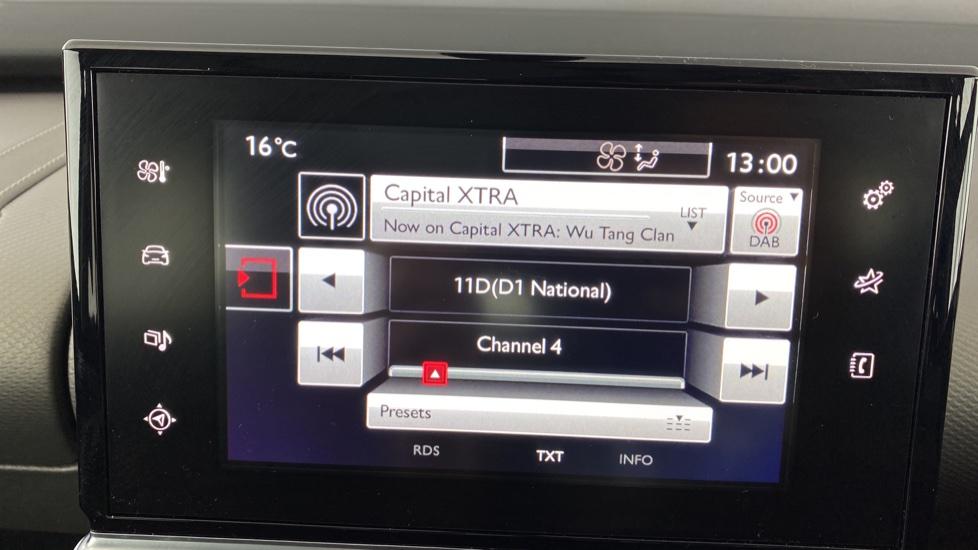 16°C
13:00
Capital XTRA
LIST
Now on Capital XTRA: Wu Tang Clan
Source
DAB
11D(D1 National)
Channel 4
Presets
RDS TXT INFO